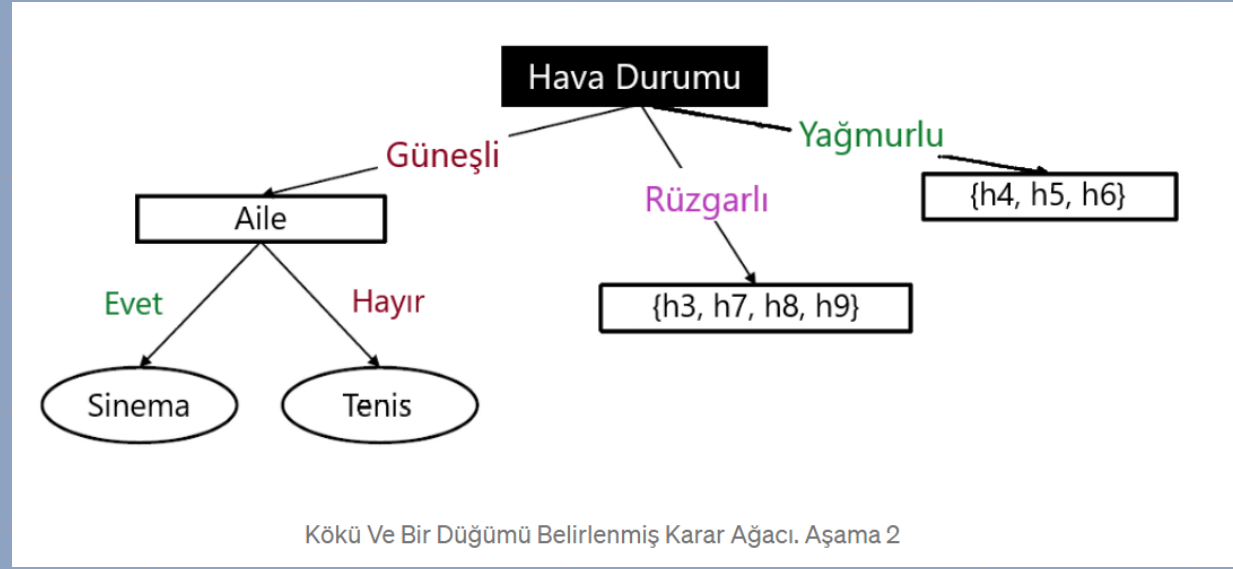 Hava Durumu
Güneşli
Rüzgarlı
Yağmurlu
Aile
{h4, h5, h6}
Evet
Hayır
{h3, h7, h8, h9}
Sinema
Tenis
Kökü Ve Bir Düğümü Belirlenmiş Karar Ağacı. Aşama 2